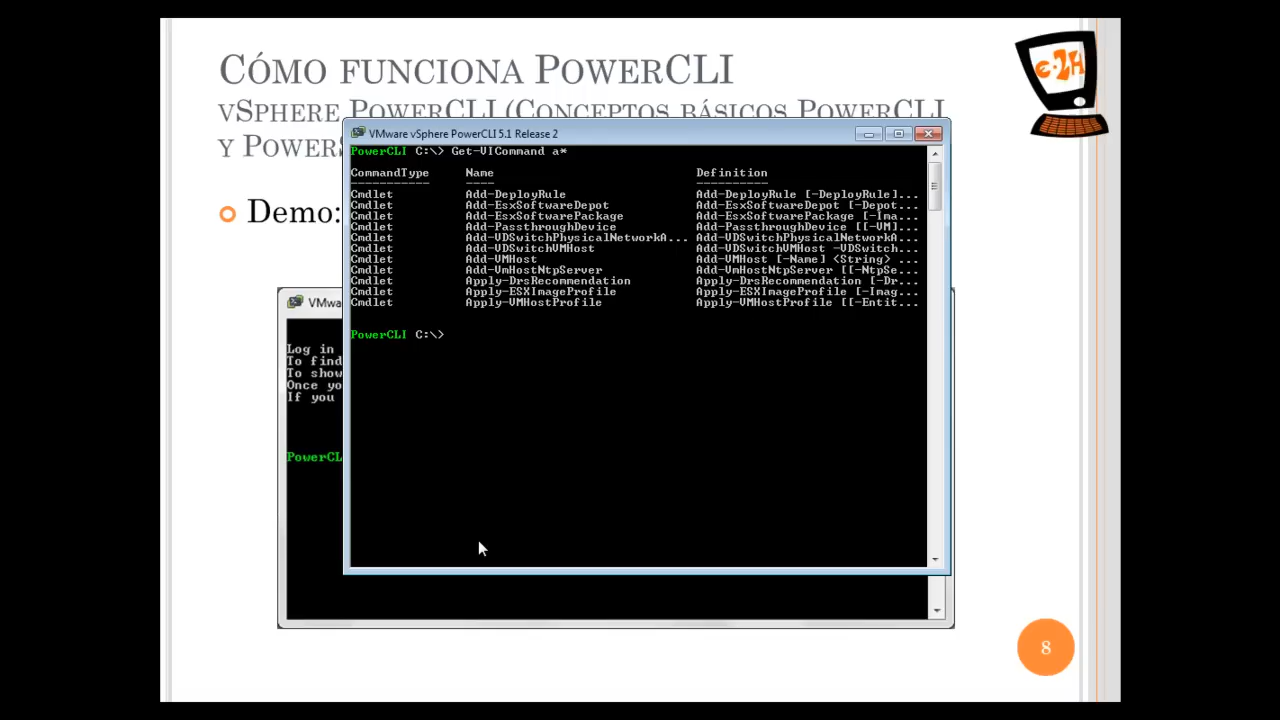 CÓMO FUNCIONA POWERCLI
VSPHERE POWERCLI (CONCEPTOS BÁSICOS POWERCLI
Y POWERS
e-2H
Demo:
VMware vSphere PowerCLI 5.1 Release 2
PowerCLI C:\> Get-VICommand a*
CommandType Name Definition
----------- ---- ----------
Cmdlet Add-DeployRule Add-DeployRule [-DeployRule]...
Cmdlet Add-EsxSoftwareDepot Add-EsxSoftwareDepot [-Depot...
Cmdlet Add-EsxSoftwarePackage Add-EsxSoftwarePackage [-Ima...
Cmdlet Add-PassthroughDevice Add-PassthroughDevice [[-VM]...
Cmdlet Add-VDSwitchPhysicalNetworkA... Add-VDSwitchPhysicalNetworkA...
Cmdlet Add-VDSwitchVMHost Add-VDSwitchVMHost -VDSwitch...
Cmdlet Add-VMHost Add-VMHost [-Name] <String> ...
Cmdlet Add-VmHostNtpServer Add-VmHostNtpServer [[-NtpSe...
Cmdlet Apply-DrsRecommendation Apply-DrsRecommendation [-Dr...
Cmdlet Apply-ESXImageProfile Apply-ESXImageProfile [-Imag...
Cmdlet Apply-VMHostProfile Apply-VMHostProfile [[-Entit...
PowerCLI C:\>
VMwa
Log in
To find
To show
Once yo
If you
PowerCL
8